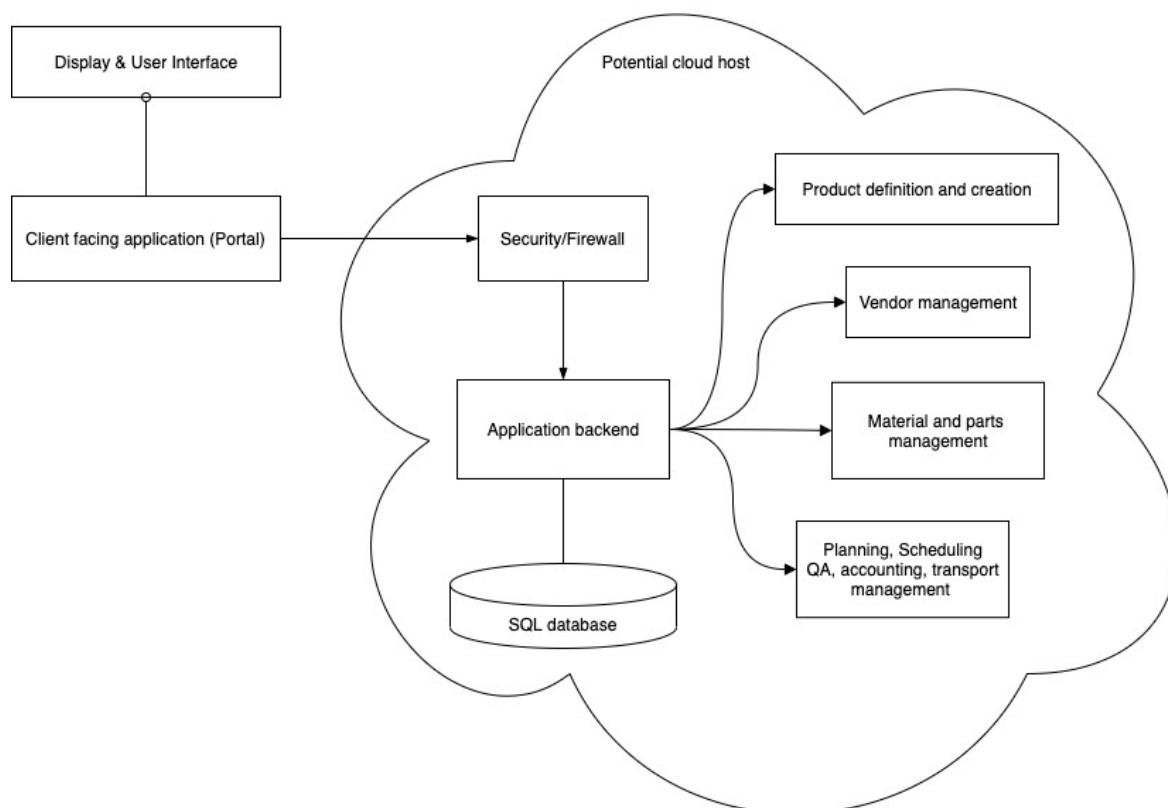 Display & User Interface
Potential cloud host
Product definition and creation
Client facing application (Portal)
Security/Firewall
Vendor management
Application backend
Material and parts
management
Planning, Scheduling
QA, accounting, transport
management
SQL database